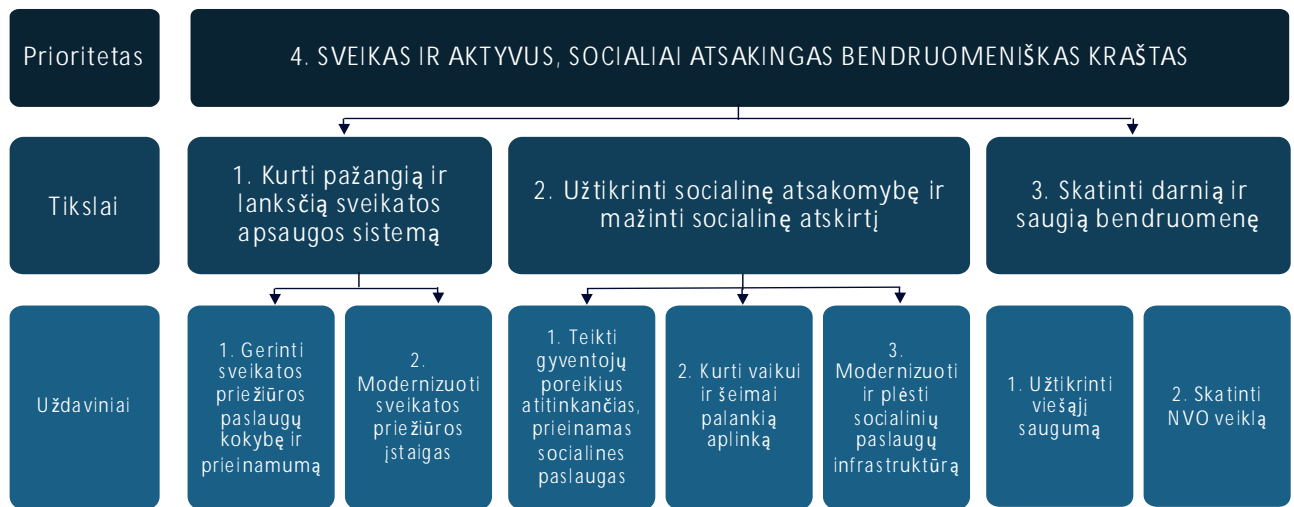 Prioritetas
4. SVEIKAS IR AKTYVUS, SOCIALIAI ATSAKINGAS BENDRUOMENIŠKAS KRAŠTAS
Tikslai
1. Kurti pažangią ir
lanksčią sveikatos
apsaugos sistemą
2. Užtikrinti socialinę atsakomybę ir
mažinti socialinę atskirtį
3. Skatinti darnią ir
saugią bendruomenę
Uždaviniai
1. Gerinti
sveikatos
priežiūros
paslaugų
kokybę ir
prieinamumą
2.
Modernizuoti
sveikatos
priežiūros
įstaigas
1. Teikti
gyventojų
poreikius
atitinkančias,
prieinamas
socialines
paslaugas
2. Kurti vaikui
ir šeimai
palankią
aplinką
3.
Modernizuoti
ir plėsti
socialinių
paslaugų
infrastruktūrą
1. Užtikrinti
viešąjį
saugumą
2. Skatinti
NVO veiklą